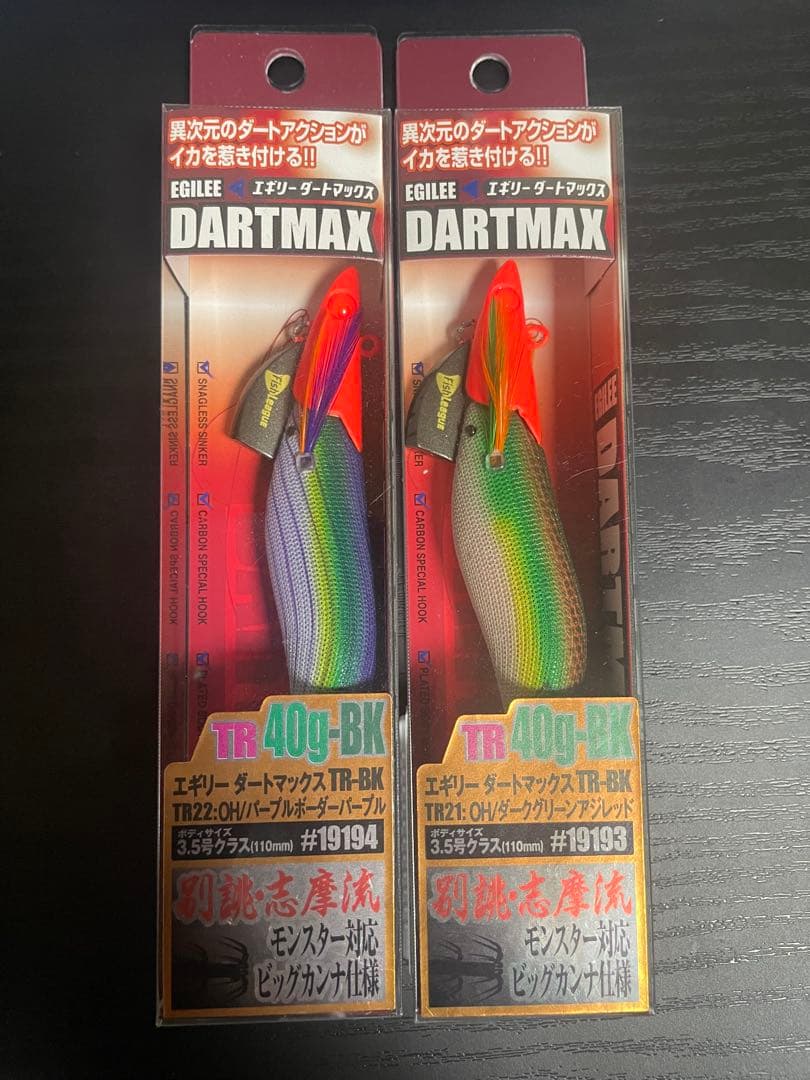 異次元のダートアクションが
イカを惹き付ける!!
EGILEE エギリー ダートマックス
DARTMAX
FishLeague
SNAGLESS SINKER
CARBON SPECIAL HOOK
TR 40g-BK
エギリー ダートマックス TR-BK
TR22:OH/パープルボーダーパープル
ボディサイズ
3.5号クラス(110mm) #19194
別誂・志摩流
モンスター対応
ビッグカンナ仕様
異次元のダートアクションが
イカを惹き付ける!!
EGILEE エギリー ダートマックス
DARTMAX
FishLeague
SNAGLESS SINKER
CARBON SPECIAL HOOK
EGILEE
TR 40g-BK
エギリー ダートマックス TR-BK
TR21:OH/ダークグリーンアジレッド
ボディサイズ
3.5号クラス(110mm) #19193
別誂・志摩流
モンスター対応
ビッグカンナ仕様